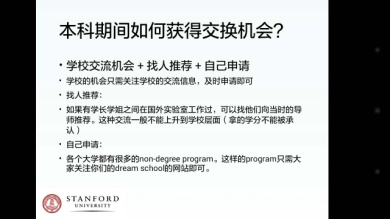 本科期间如何获得交换机会?
• 学校交流机会 + 找人推荐 + 自己申请
• 学校的机会只需关注学校的交流信息，及时申请即可
• 找人推荐：
• 如果有学长学姐之间在国外实验室工作过，可以找他们向当时的导
师推荐。这种交流一般不能上升到学校层面（拿的学分不能被承
认）
• 自己申请：
• 各个大学都有很多的non-degree program。这样的program只需大
家关注你们的dream school的网站即可。
STANFORD
UNIVERSITY